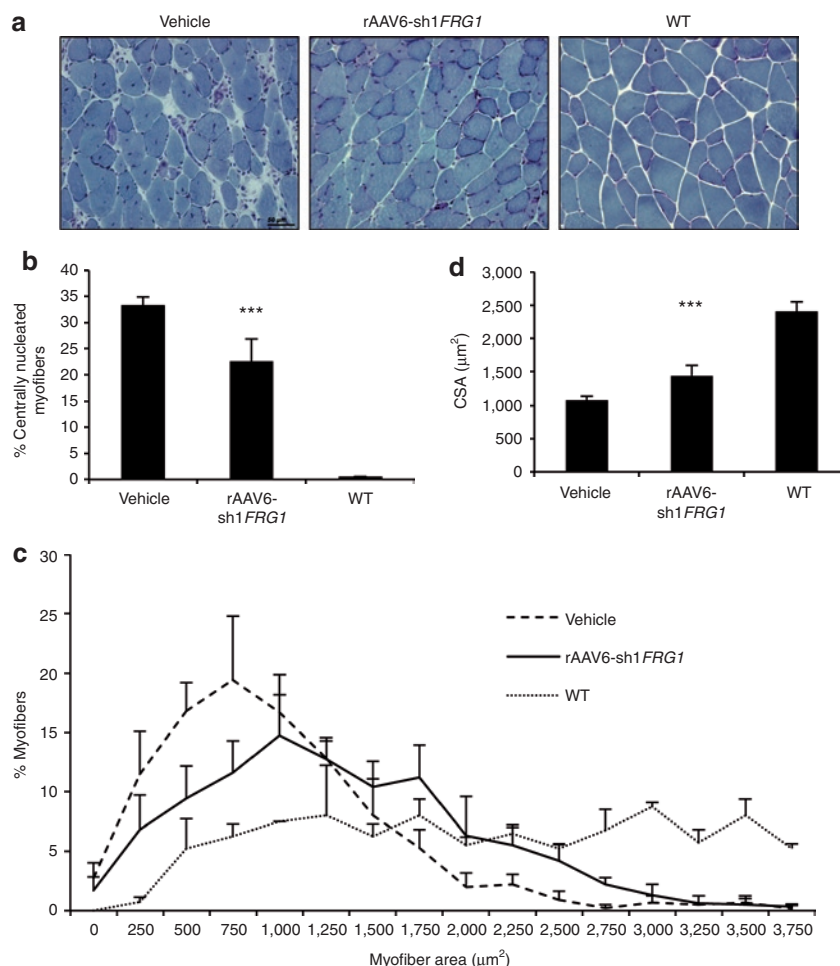 a
Vehicle
rAAV6-sh1FRG1
WT
b
% Centrally nucleated
myofibers
40
35
30
25
20
15
10
5
0
***
Vehicle
rAAV6-
sh1FRG1
WT
d
CSA (μm²)
3,000
2,500
2,000
1,500
1,000
500
0
***
Vehicle
rAAV6-
sh1FRG1
WT
c
% Myofibers
30
25
20
15
10
5
0
Vehicle
rAAV6-sh1FRG1
WT
0 250 500 750 1,000 1,250 1,500 1,750 2,000 2,250 2,500 2,750 3,000 3,250 3,500 3,750
Myofiber area (μm²)